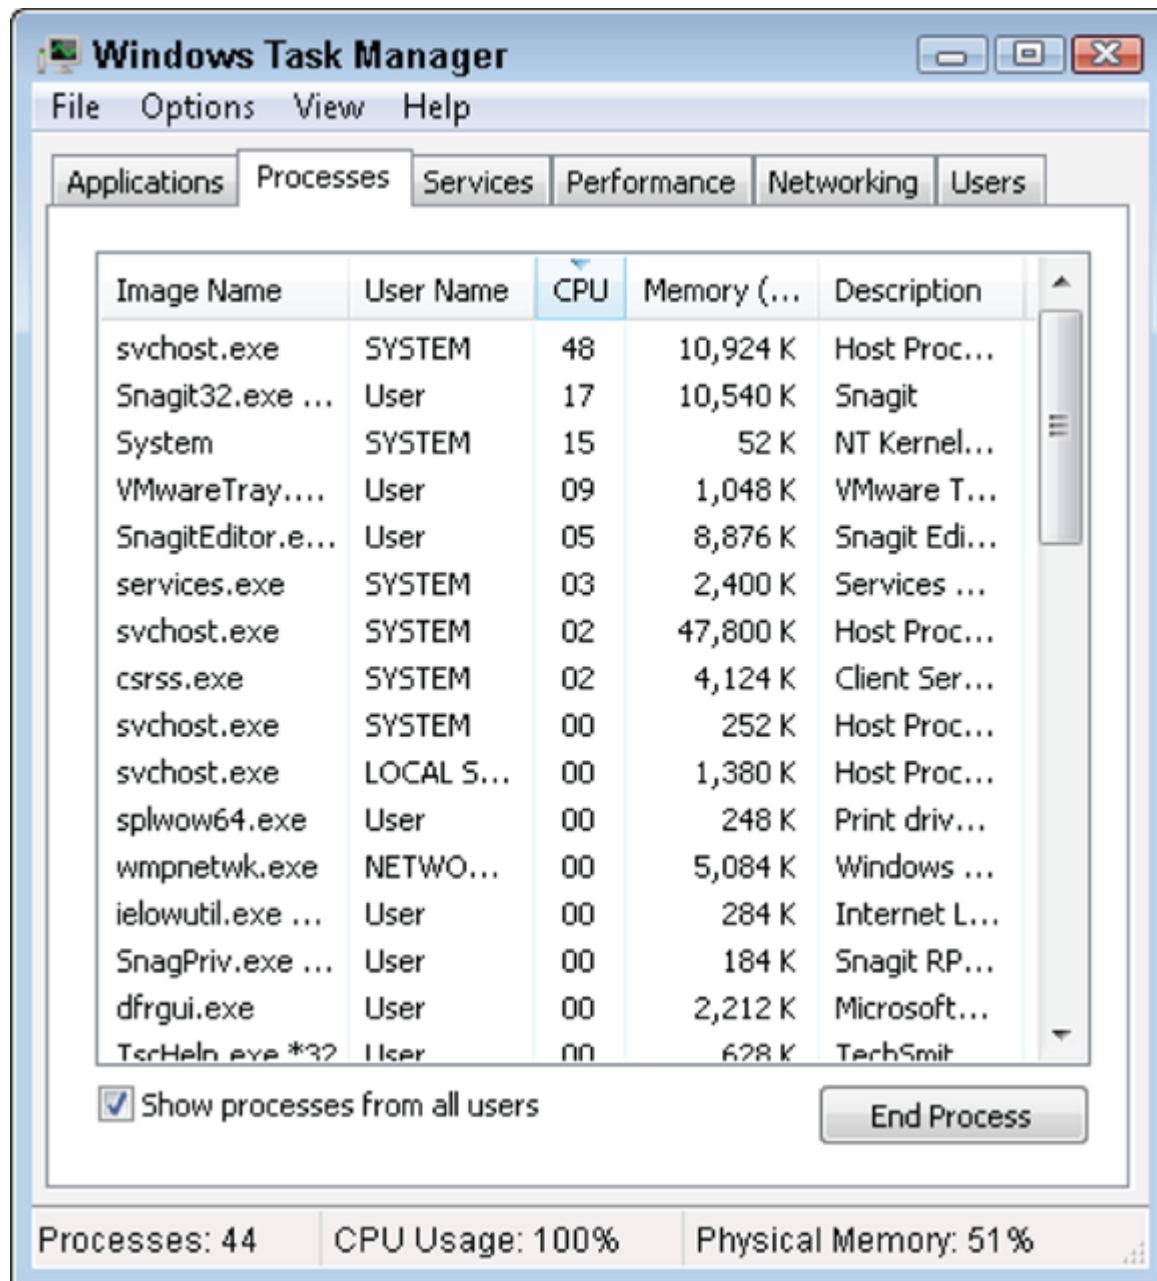 Windows Task Manager
File Options View Help
Applications Processes Services Performance Networking Users
Image Name User Name CPU Memory (... Description
svchost.exe SYSTEM 48 10,924 K Host Proc...
Snagit32.exe ... User 17 10,540 K Snagit
System SYSTEM 15 52 K NT Kernel...
VMwareTray.... User 09 1,048 K VMware T...
SnagitEditor.e... User 05 8,876 K Snagit Edi...
services.exe SYSTEM 03 2,400 K Services ...
svchost.exe SYSTEM 02 47,800 K Host Proc...
csrss.exe SYSTEM 02 4,124 K Client Ser...
svchost.exe SYSTEM 00 252 K Host Proc...
svchost.exe LOCAL S... 00 1,380 K Host Proc...
splwow64.exe User 00 248 K Print driv...
wmpnetwk.exe NETWO... 00 5,084 K Windows ...
ielowutil.exe ... User 00 284 K Internet L...
SnagPriv.exe ... User 00 184 K Snagit RP...
dfrgui.exe User 00 2,212 K Microsoft...
TscHelp.exe *32 User 00 628 K TechSmit
Show processes from all users
End Process
Processes: 44 CPU Usage: 100% Physical Memory: 51%